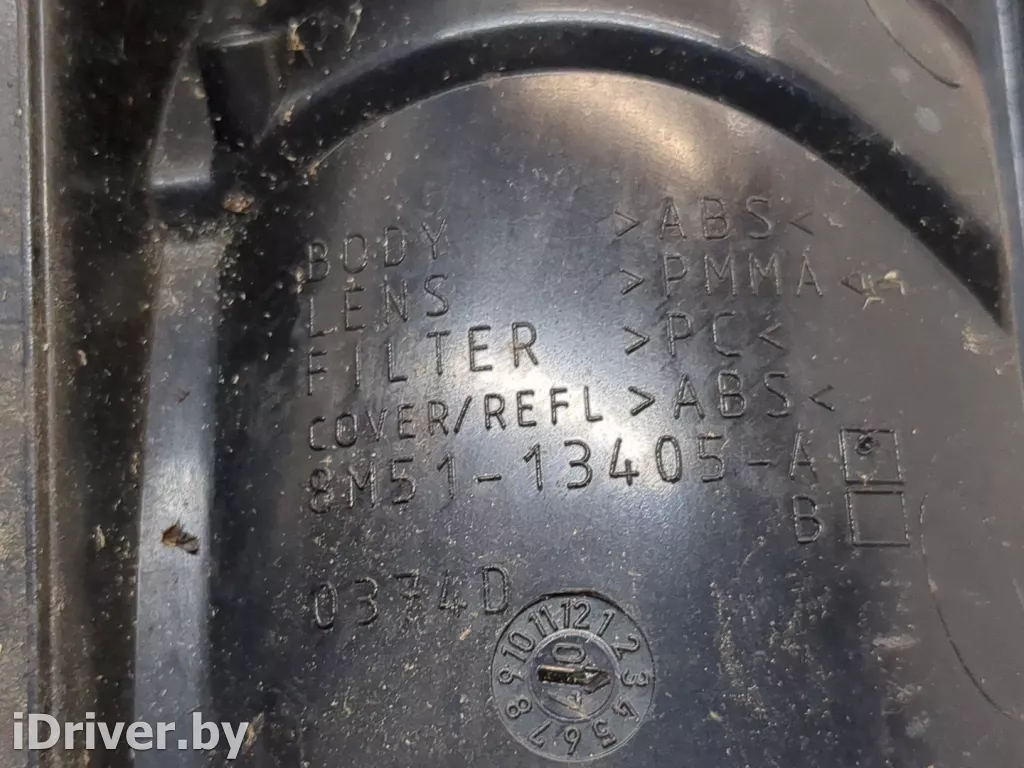 BODY >ABS<
LENS >PMMA<
FILTER >PC<
COVER/REFL >ABS<
8M51-13405-A
B
0374D
1 2 3 4 5 6 7 8 9 10 11 12
iDriver.by